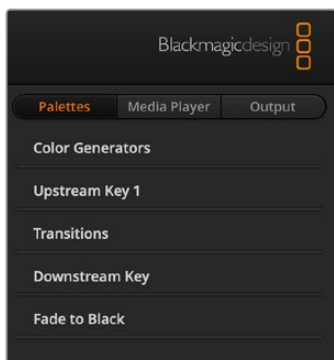 Blackmagicdesign
Palettes Media Player Output
Color Generators
Upstream Key 1
Transitions
Downstream Key
Fade to Black